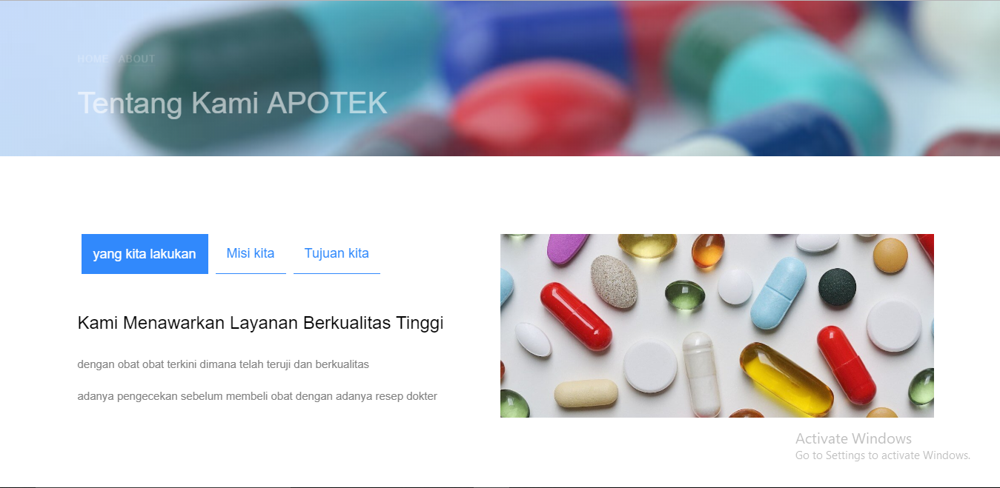 HOME ABOUT
Tentang Kami APOTEK
yang kita lakukan Misi kita Tujuan kita
Kami Menawarkan Layanan Berkualitas Tinggi
dengan obat obat terkini dimana telah teruji dan berkualitas
adanya pengecekan sebelum membeli obat dengan adanya resep dokter
Activate Windows
Go to Settings to activate Windows.